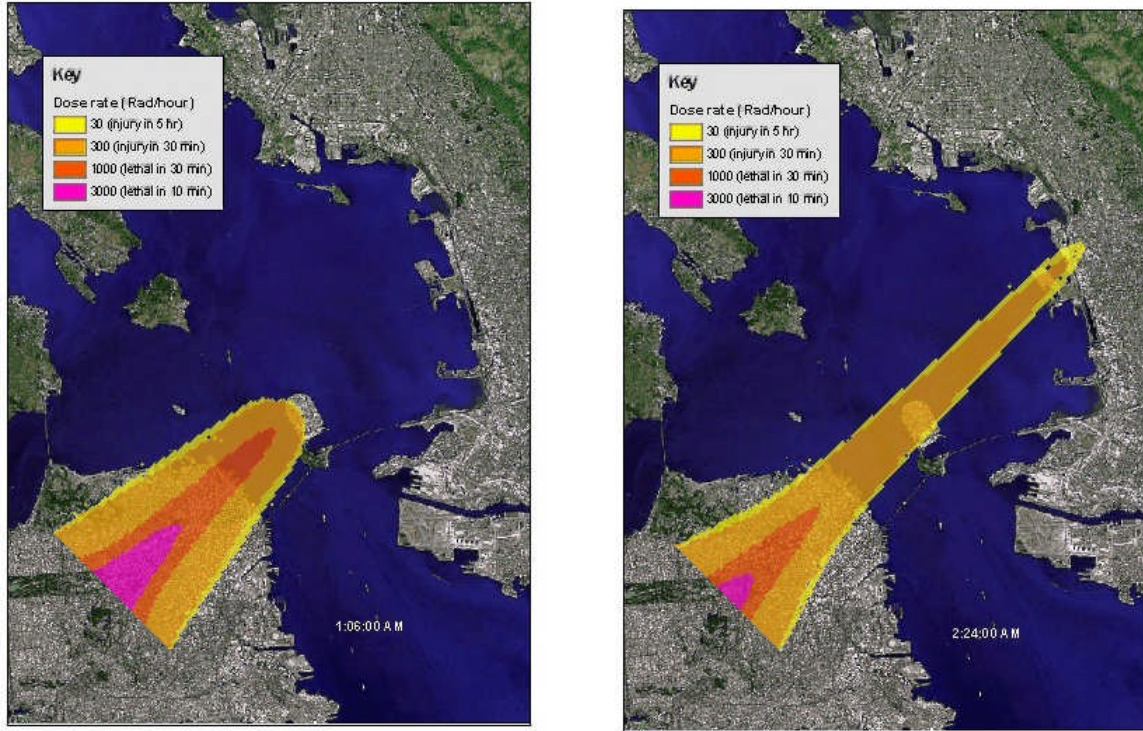 Key
Dose rate (Rad/hour)
30 (injury in 5 hr)
300 (injury in 30 min)
1000 (lethal in 30 min)
3000 (lethal in 10 min)
1:06:00 AM
Key
Dose rate (Rad/hour)
30 (injury in 5 hr)
300 (injury in 30 min)
1000 (lethal in 30 min)
3000 (lethal in 10 min)
2:24:00 AM